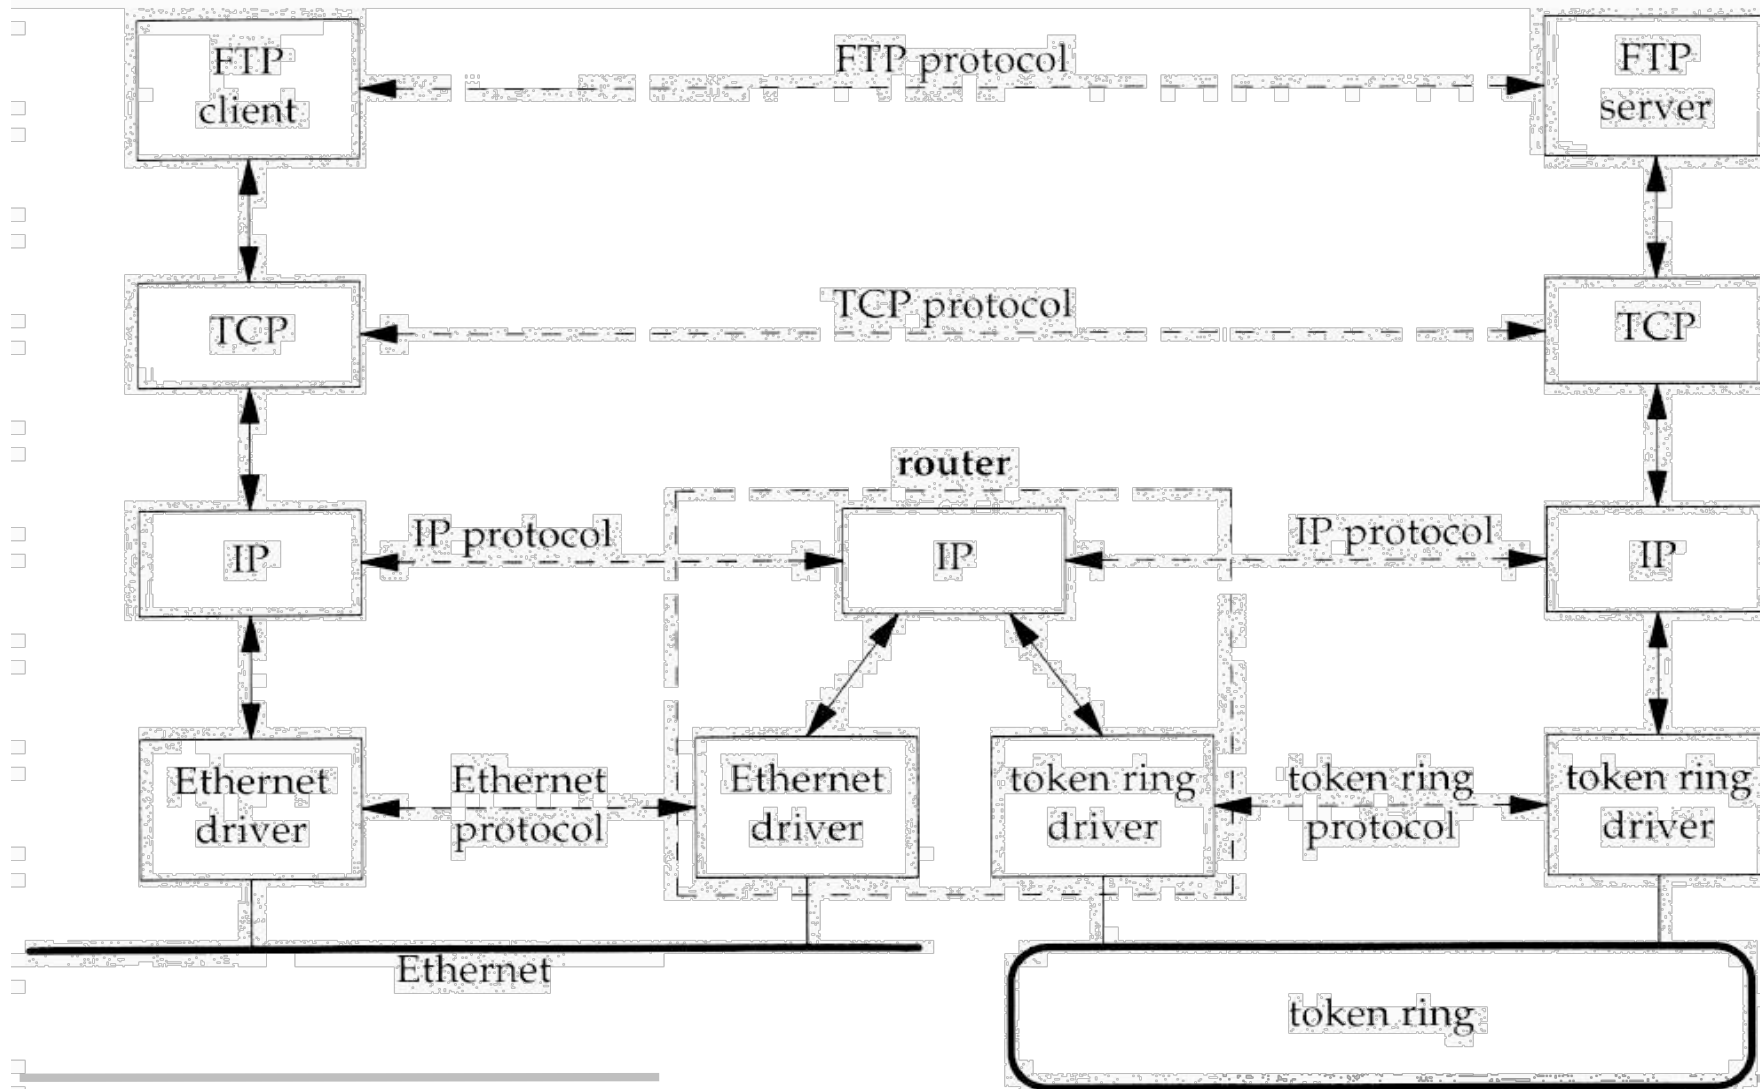 FTP
client
FTP protocol
FTP
server
TCP
TCP protocol
TCP
router
IP
IP protocol
IP
IP protocol
IP
Ethernet
driver
Ethernet
protocol
Ethernet
driver
token ring
driver
token ring
protocol
token ring
driver
Ethernet
token ring